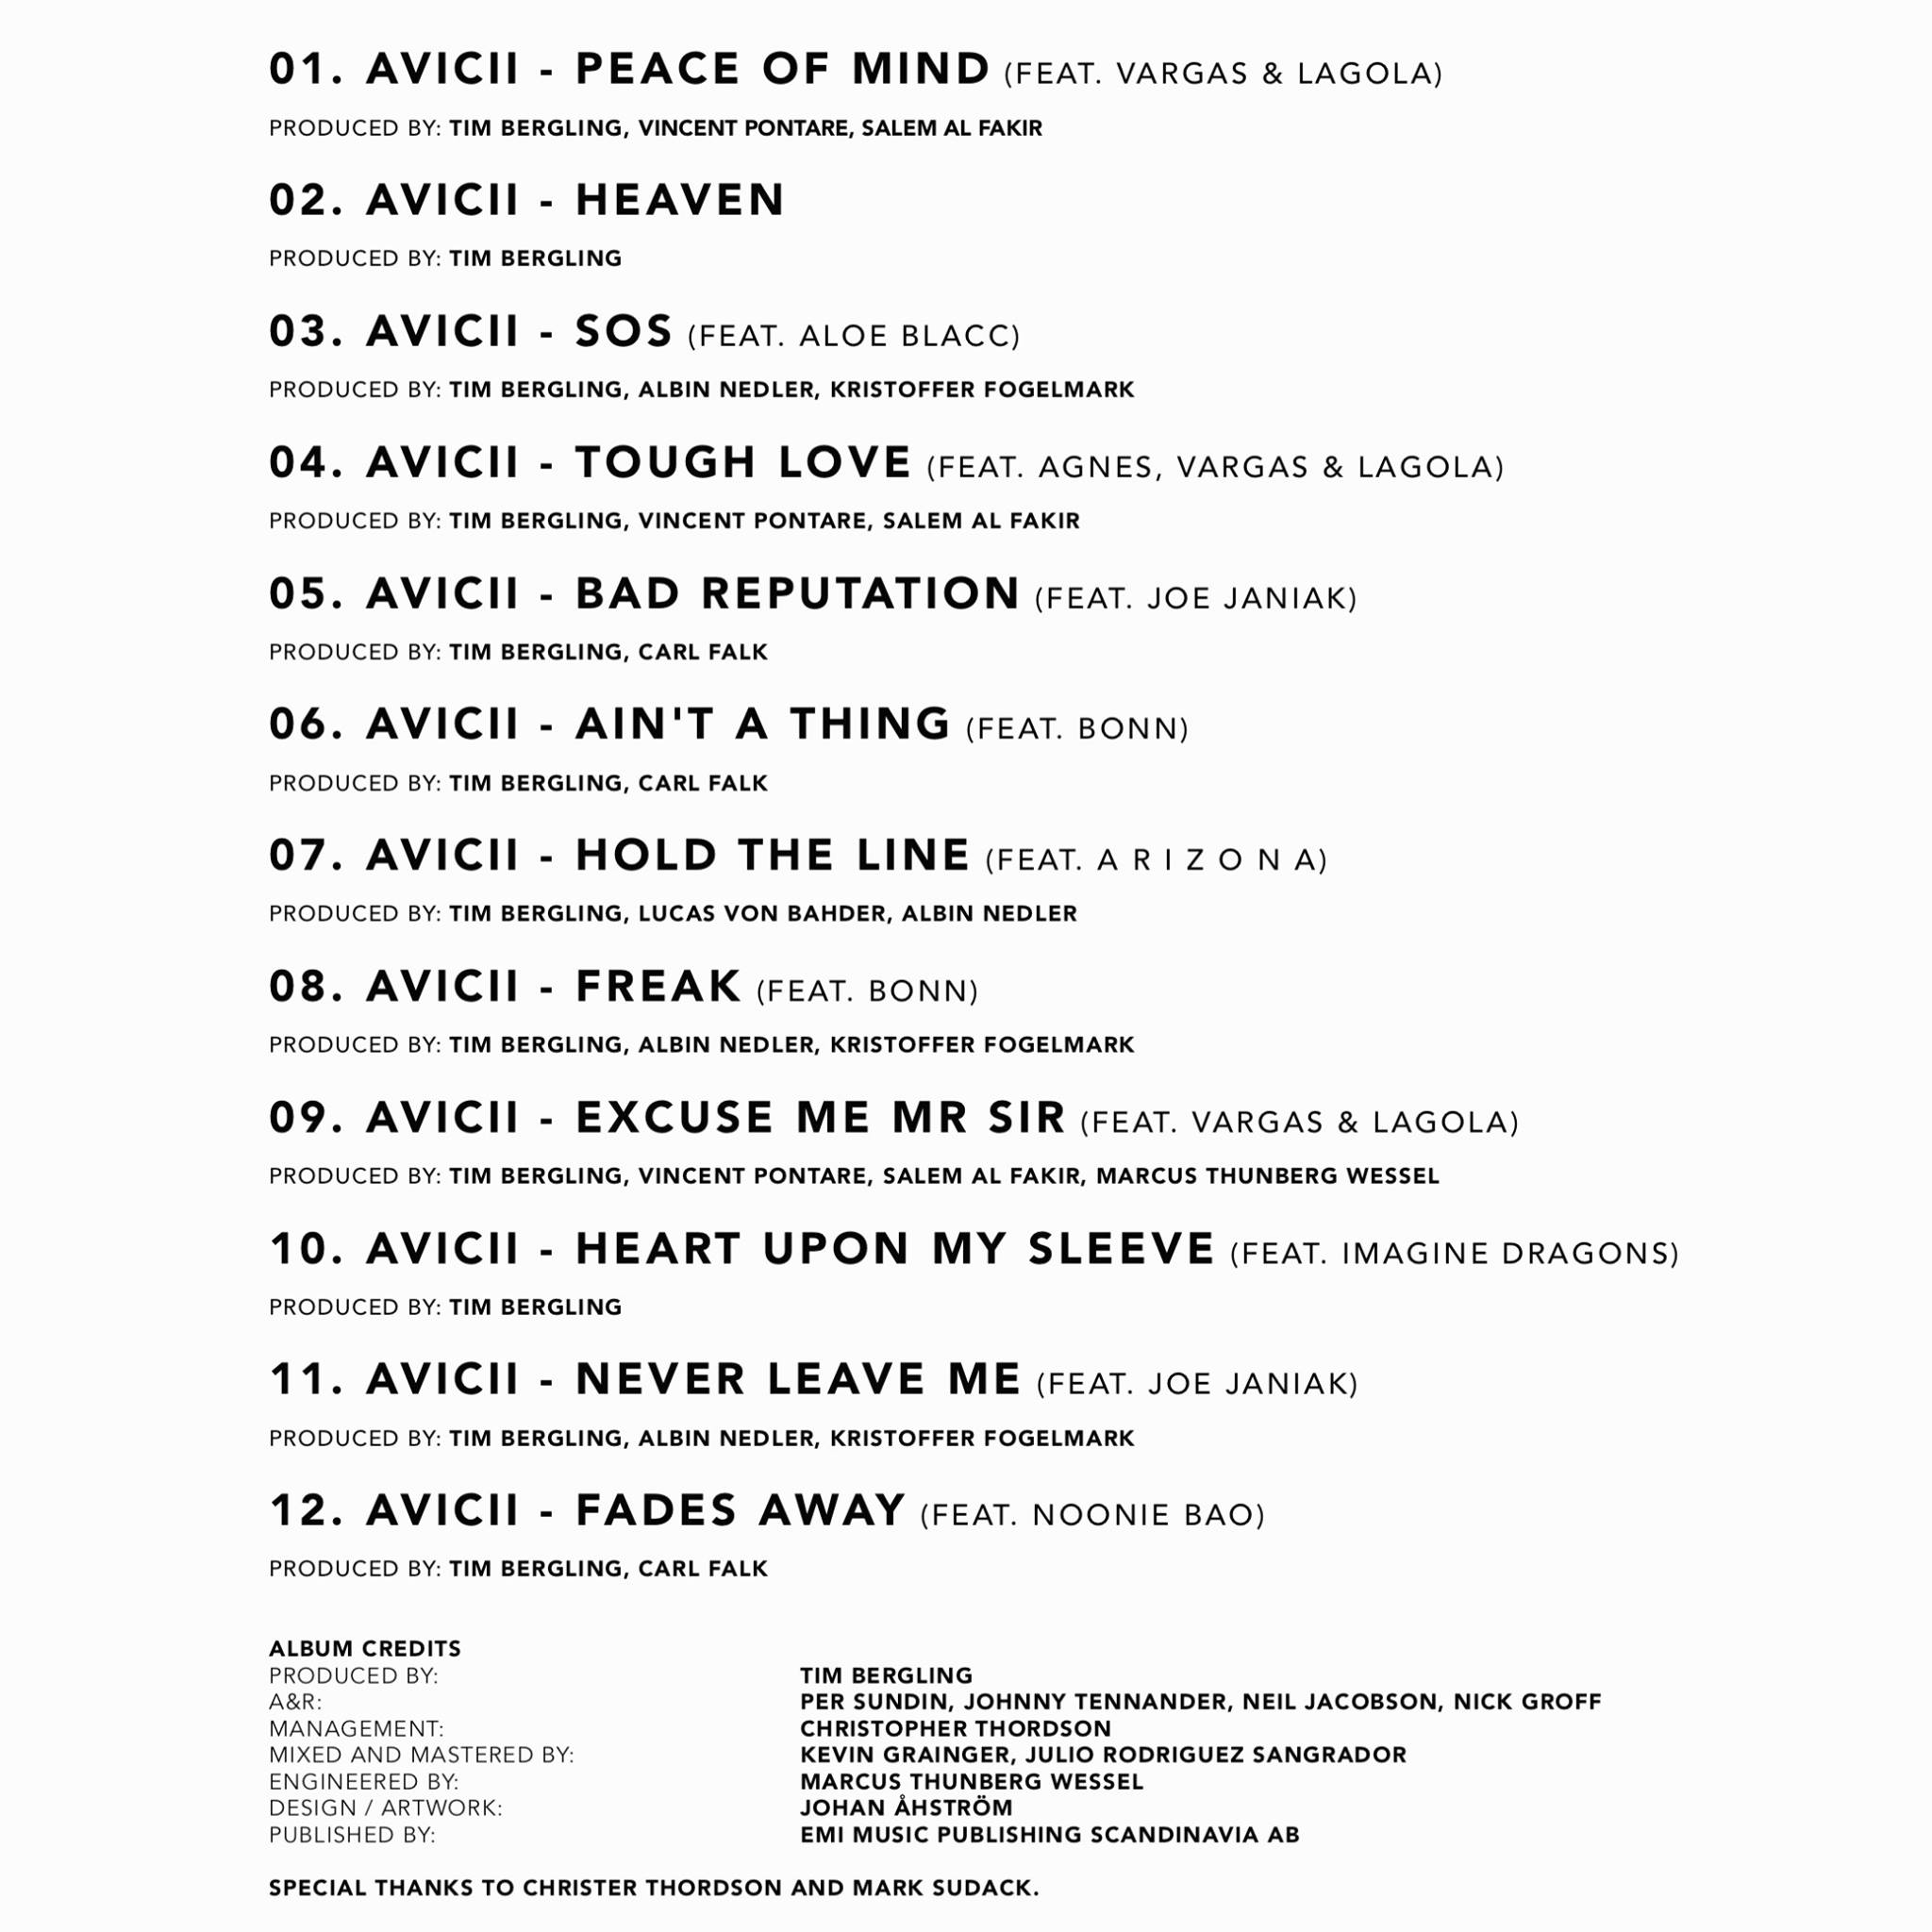 01. AVICII - PEACE OF MIND (FEAT. VARGAS & LAGOLA)
PRODUCED BY: TIM BERGLING, VINCENT PONTARE, SALEM AL FAKIR
02. AVICII - HEAVEN
PRODUCED BY: TIM BERGLING
03. AVICII - SOS (FEAT. ALOE BLACC)
PRODUCED BY: TIM BERGLING, ALBIN NEDLER, KRISTOFFER FOGELMARK
04. AVICII - TOUGH LOVE (FEAT. AGNES, VARGAS & LAGOLA)
PRODUCED BY: TIM BERGLING, VINCENT PONTARE, SALEM AL FAKIR
05. AVICII - BAD REPUTATION (FEAT. JOE JANIAK)
PRODUCED BY: TIM BERGLING, CARL FALK
06. AVICII - AIN'T A THING (FEAT. BONN)
PRODUCED BY: TIM BERGLING, CARL FALK
07. AVICII - HOLD THE LINE (FEAT. A R I Z O N A)
PRODUCED BY: TIM BERGLING, LUCAS VON BAHDER, ALBIN NEDLER
08. AVICII - FREAK (FEAT. BONN)
PRODUCED BY: TIM BERGLING, ALBIN NEDLER, KRISTOFFER FOGELMARK
09. AVICII - EXCUSE ME MR SIR (FEAT. VARGAS & LAGOLA)
PRODUCED BY: TIM BERGLING, VINCENT PONTARE, SALEM AL FAKIR, MARCUS THUNBERG WESSEL
10. AVICII - HEART UPON MY SLEEVE (FEAT. IMAGINE DRAGONS)
PRODUCED BY: TIM BERGLING
11. AVICII - NEVER LEAVE ME (FEAT. JOE JANIAK)
PRODUCED BY: TIM BERGLING, ALBIN NEDLER, KRISTOFFER FOGELMARK
12. AVICII - FADES AWAY (FEAT. NOONIE BAO)
PRODUCED BY: TIM BERGLING, CARL FALK
ALBUM CREDITS
PRODUCED BY: TIM BERGLING
A&R: PER SUNDIN, JOHNNY TENNANDER, NEIL JACOBSON, NICK GROFF
MANAGEMENT: CHRISTOPHER THORDSON
MIXED AND MASTERED BY: KEVIN GRAINGER, JULIO RODRIGUEZ SANGRADOR
ENGINEERED BY: MARCUS THUNBERG WESSEL
DESIGN / ARTWORK: JOHAN ÅHSTRÖM
PUBLISHED BY: EMI MUSIC PUBLISHING SCANDINAVIA AB
SPECIAL THANKS TO CHRISTER THORDSON AND MARK SUDACK.